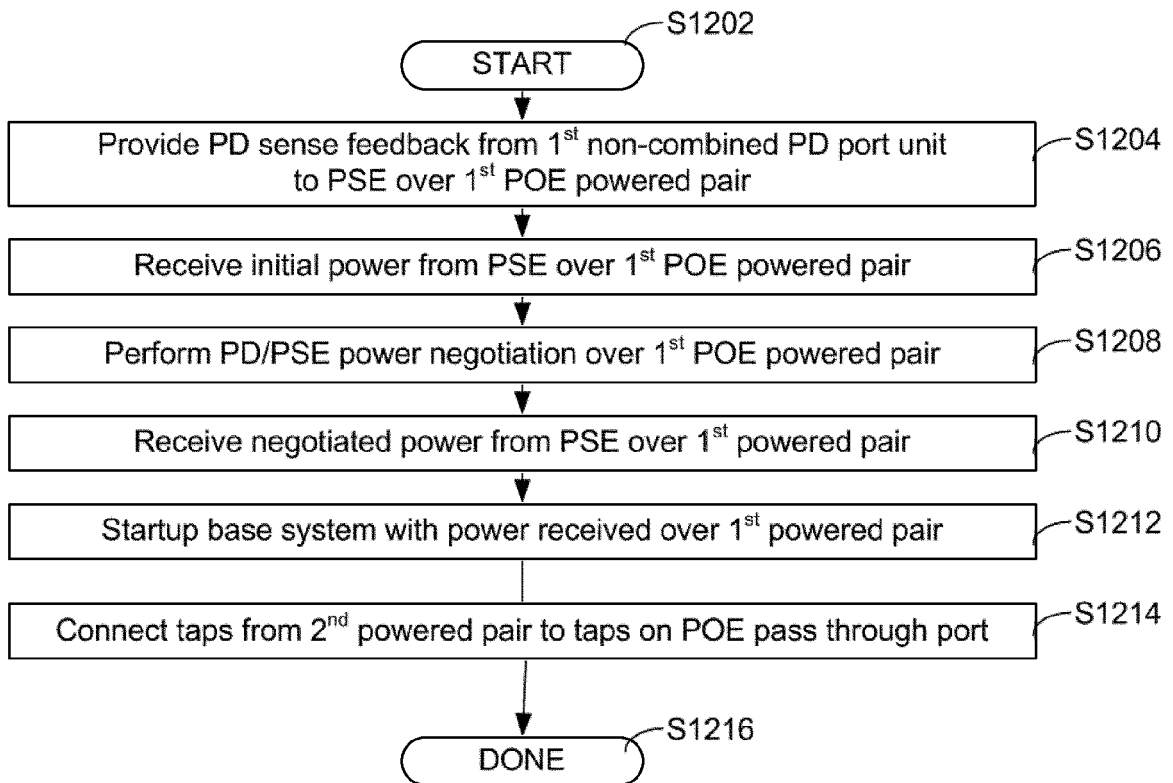 S1202
START
S1204
Provide PD sense feedback from 1st non-combined PD port unit
to PSE over 1st POE powered pair
S1206
Receive initial power from PSE over 1st POE powered pair
S1208
Perform PD/PSE power negotiation over 1st POE powered pair
S1210
Receive negotiated power from PSE over 1st powered pair
S1212
Startup base system with power received over 1st powered pair
S1214
Connect taps from 2nd powered pair to taps on POE pass through port
S1216
DONE